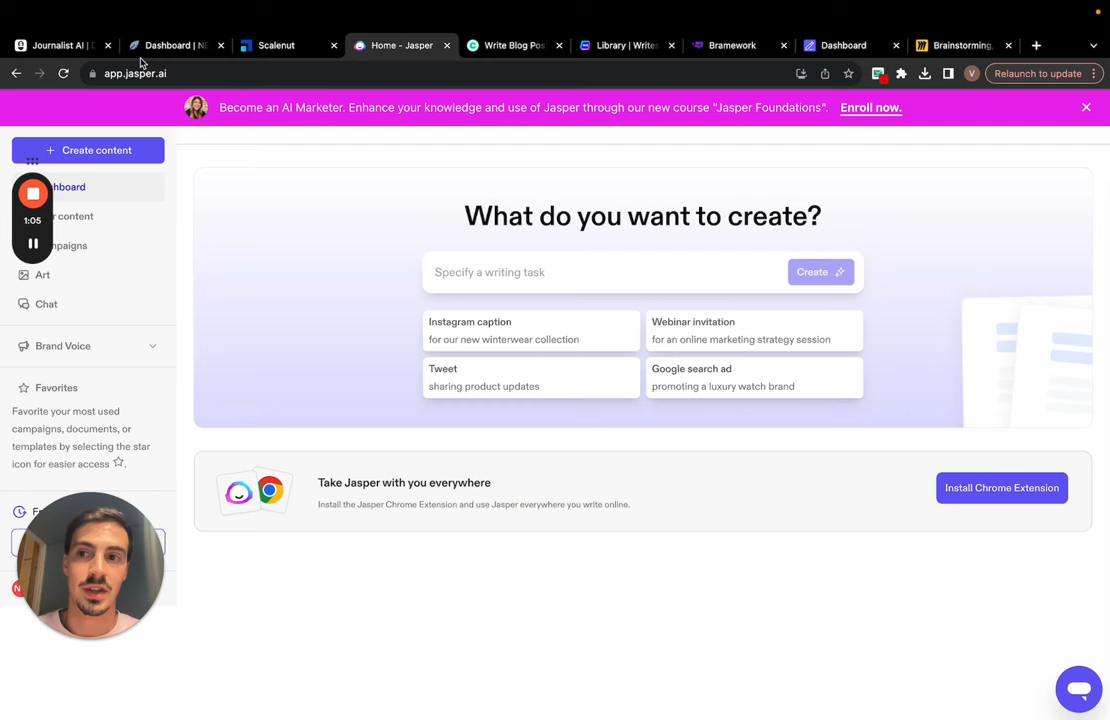 Journalist AI | D
Dashboard | NE
Scalenut
Home - Jasper
Write Blog Pos
Library | Writes
Bramework
Dashboard
Brainstorming,
app.jasper.ai
V
Relaunch to update
Become an AI Marketer. Enhance your knowledge and use of Jasper through our new course "Jasper Foundations". Enroll now.
+ Create content
hboard
r content
paigns
Art
Chat
Brand Voice
Favorites
Favorite your most used
campaigns, documents, or
templates by selecting the star
icon for easier access
1:05
What do you want to create?
Specify a writing task
Create
Instagram caption
for our new winterwear collection
Webinar invitation
for an online marketing strategy session
Tweet
sharing product updates
Google search ad
promoting a luxury watch brand
Take Jasper with you everywhere
Install the Jasper Chrome Extension and use Jasper everywhere you write online.
Install Chrome Extension